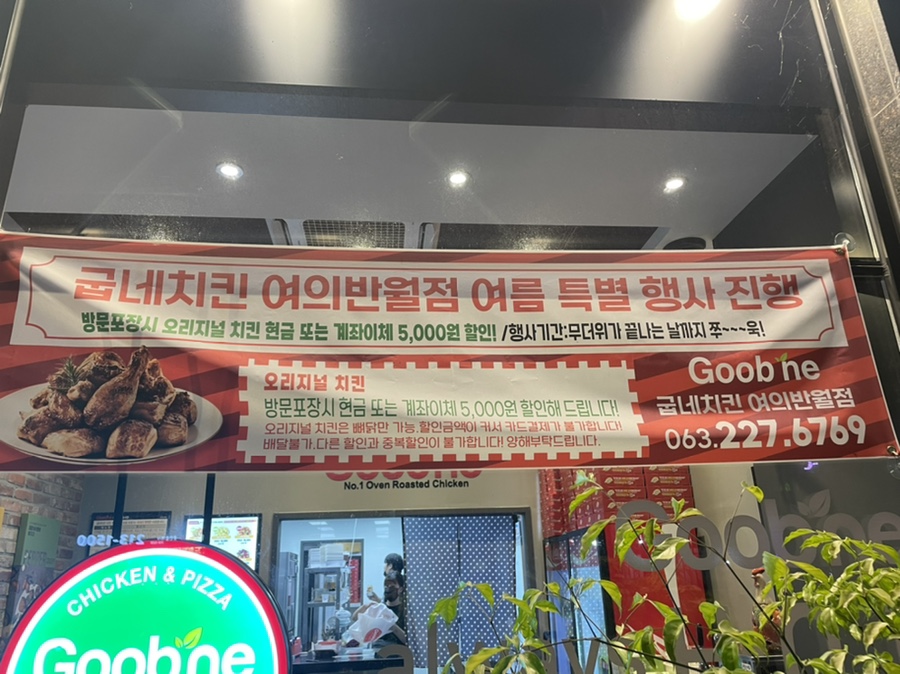 굽네치킨 여의반월점 여름 특별 행사 진행
방문포장시 오리지널 치킨 현금 또는 계좌이체 5,000원 할인! /행사기간:무더위가 끝나는 날까지 쭈~~~욱!
오리지널 치킨
방문포장시 현금 또는 계좌이체 5,000원 할인해 드립니다!
오리지널 치킨은 뼈닭만 가능.할인금액이 커서 카드결제가 불가합니다!
배달불가.다른 할인과 중복할인이 불가합니다! 양해부탁드립니다.
Goobne
굽네치킨 여의반월점
063.227.6769
Goobne
No.1 Oven Roasted Chicken
Goobne
213-1500
CHICKEN & PIZZA
Goobne